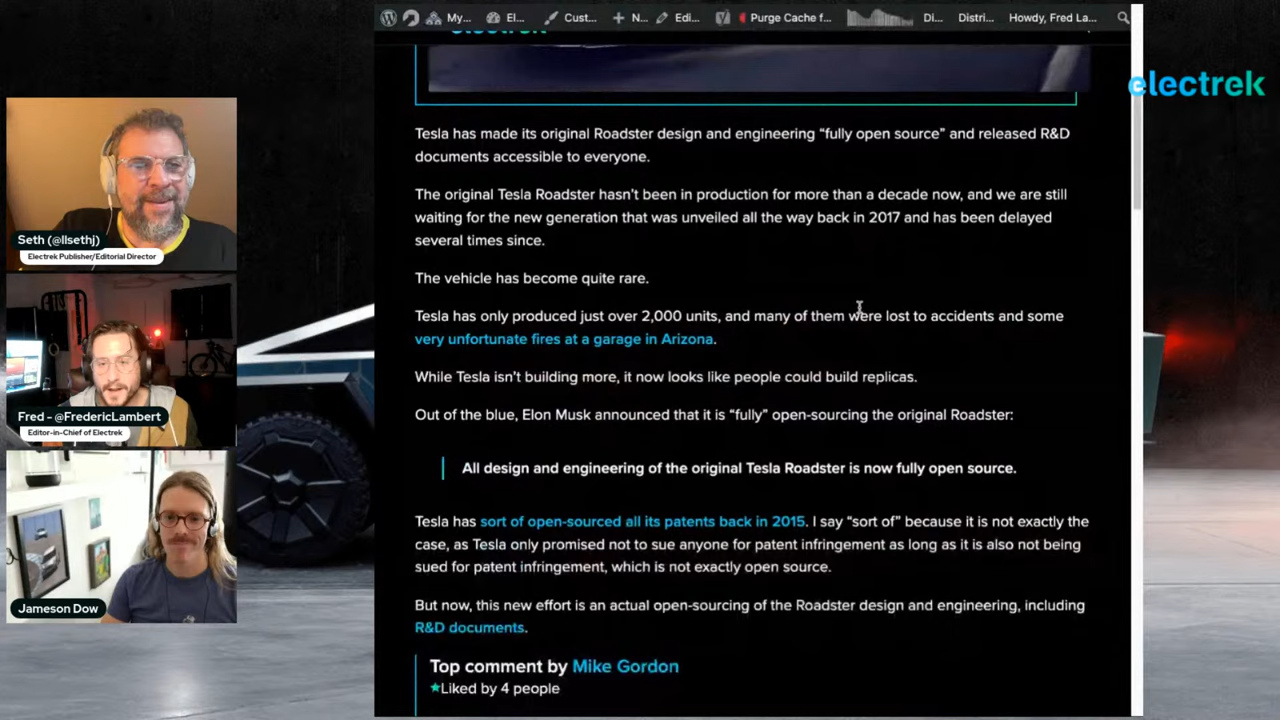 My...
El...
Cust...
N...
Edi...
Purge Cache f...
Di...
Distri...
Howdy, Fred La...
electrek
electrek
Tesla has made its original Roadster design and engineering “fully open source” and released R&D
documents accessible to everyone.
The original Tesla Roadster hasn’t been in production for more than a decade now, and we are still
waiting for the new generation that was unveiled all the way back in 2017 and has been delayed
several times since.
The vehicle has become quite rare.
Tesla has only produced just over 2,000 units, and many of them were lost to accidents and some
very unfortunate fires at a garage in Arizona.
While Tesla isn’t building more, it now looks like people could build replicas.
Out of the blue, Elon Musk announced that it is “fully” open-sourcing the original Roadster:
All design and engineering of the original Tesla Roadster is now fully open source.
Tesla has sort of open-sourced all its patents back in 2015. I say “sort of” because it is not exactly the
case, as Tesla only promised not to sue anyone for patent infringement as long as it is also not being
sued for patent infringement, which is not exactly open source.
But now, this new effort is an actual open-sourcing of the Roadster design and engineering, including
R&D documents.
Top comment by Mike Gordon
Liked by 4 people
Seth (@llsethj)
Electrek Publisher/Editorial Director
Fred - @FredericLambert
Editor-in-Chief of Electrek
Jameson Dow